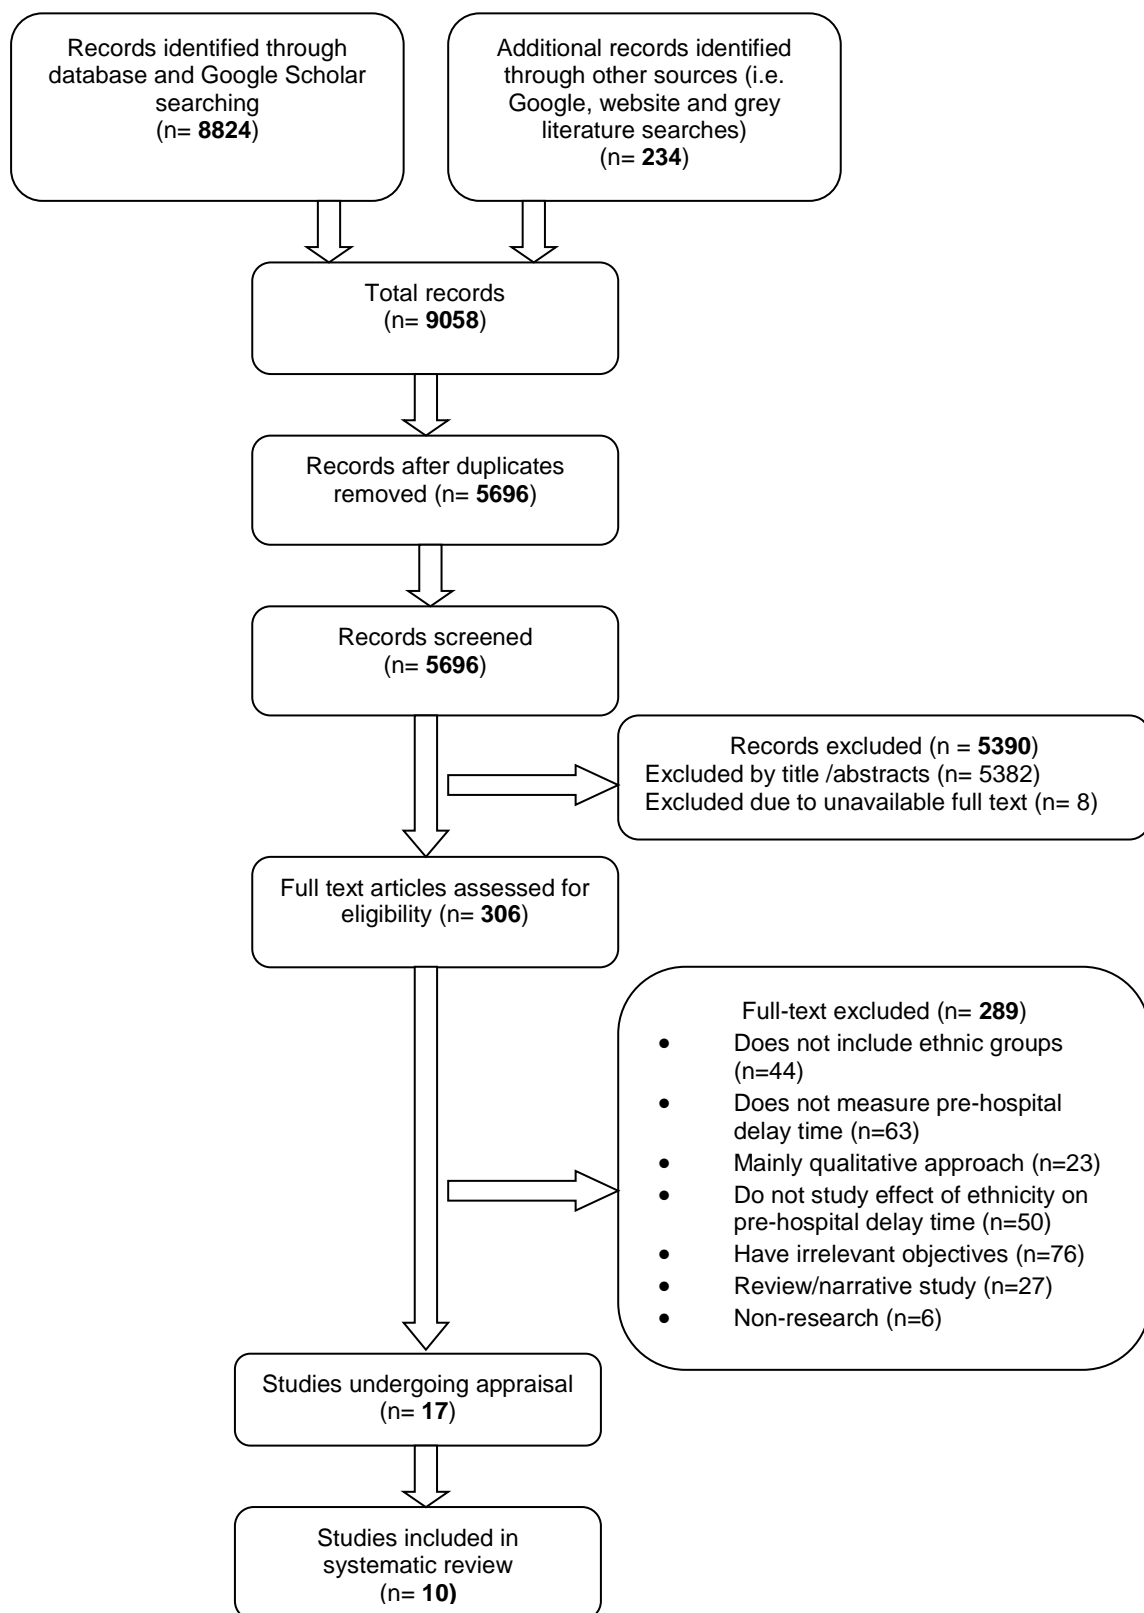 Records identified through
database and Google Scholar
searching
(n= 8824)
Additional records identified
through other sources (i.e.
Google, website and grey
literature searches)
(n= 234)
Total records
(n= 9058)
Records after duplicates
removed (n= 5696)
Records screened
(n= 5696)
Records excluded (n = 5390)
Excluded by title /abstracts (n= 5382)
Excluded due to unavailable full text (n= 8)
Full text articles assessed for
eligibility (n= 306)
Full-text excluded (n= 289)
• Does not include ethnic groups
(n=44)
• Does not measure pre-hospital
delay time (n=63)
• Mainly qualitative approach (n=23)
• Do not study effect of ethnicity on
pre-hospital delay time (n=50)
• Have irrelevant objectives (n=76)
• Review/narrative study (n=27)
• Non-research (n=6)
Studies undergoing appraisal
(n= 17)
Studies included in
systematic review
(n= 10)